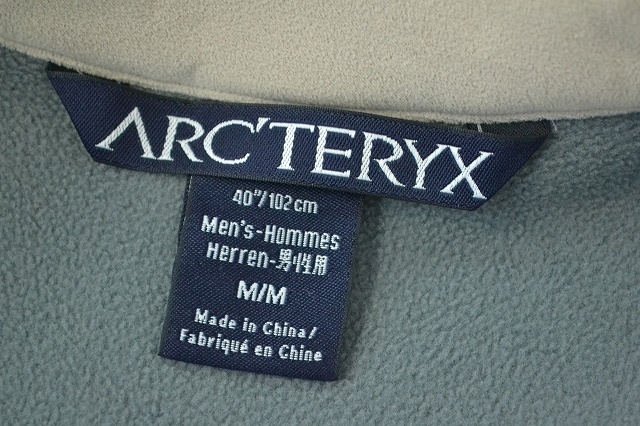 ARC'TERYX
40"/102cm
Men's-Hommes
Herren-男性用
M/M
Made in China/
Fabriqué en Chine